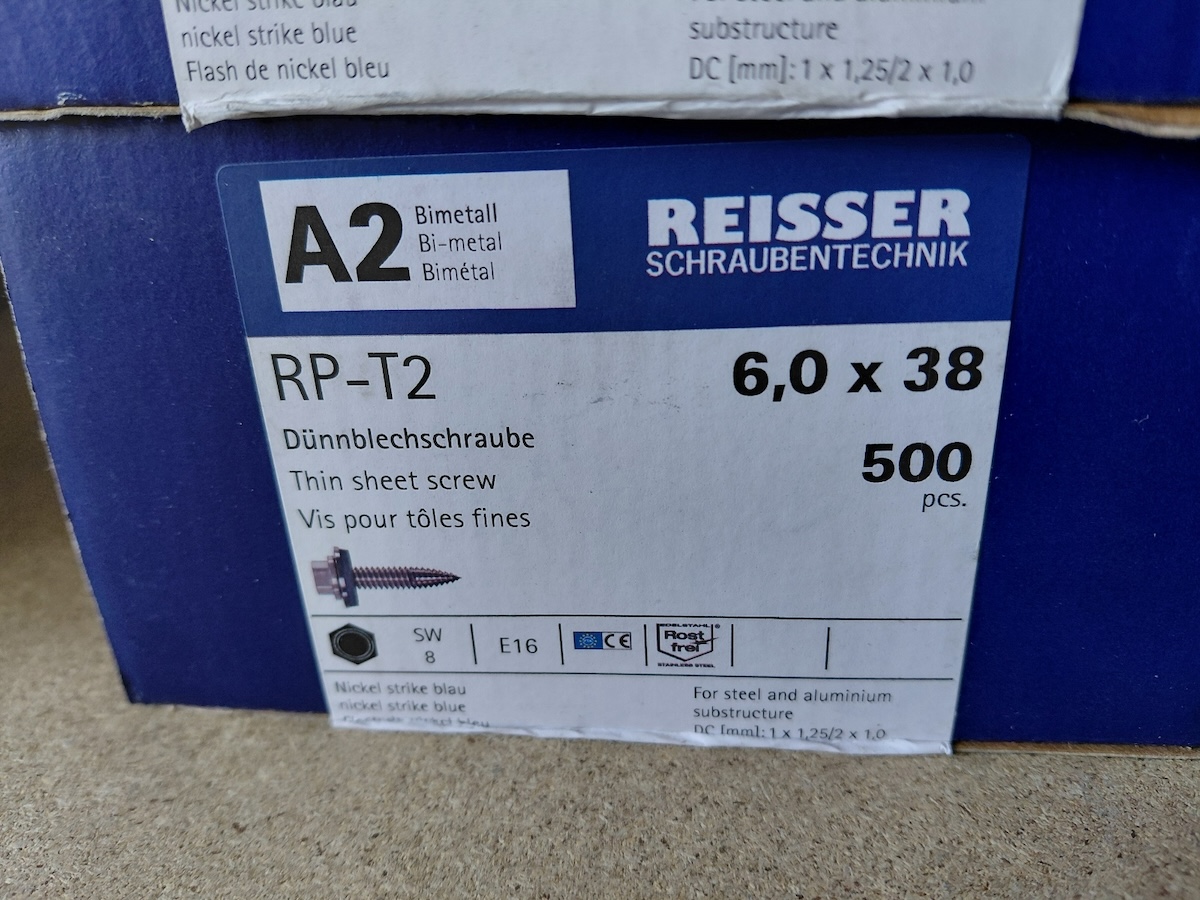 nickel strike blue
Flash de nickel bleu
substructure
DC [mm]: 1 x 1,25/2 x 1,0
A2
Bimetall
Bi-metal
Bimétal
REISSER
SCHRAUBENTECHNIK
RP-T2
6,0 x 38
Dünnblechschraube
Thin sheet screw
Vis pour tôles fines
500
pcs.
SW
8
E16
CE
EDELSTAHL
Rost
frei
STAINLESS STEEL
Nickel strike blau
nickel strike blue
For steel and aluminium
substructure
DC [mm]: 1 x 1,25/2 x 1,0